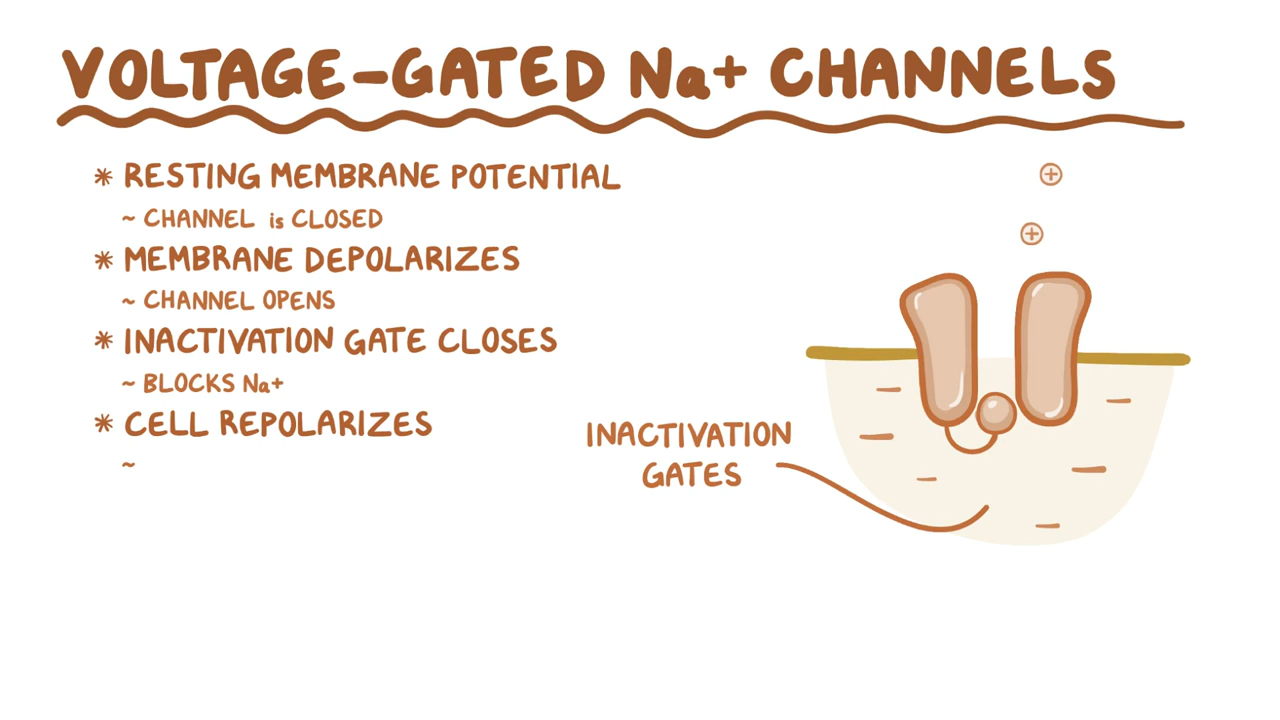 VOLTAGE-GATED Na+ CHANNELS
* RESTING MEMBRANE POTENTIAL
~ CHANNEL is CLOSED
* MEMBRANE DEPOLARIZES
~ CHANNEL OPENS
* INACTIVATION GATE CLOSES
~ BLOCKS Na+
* CELL REPOLARIZES
~
INACTIVATION
GATES
+
+